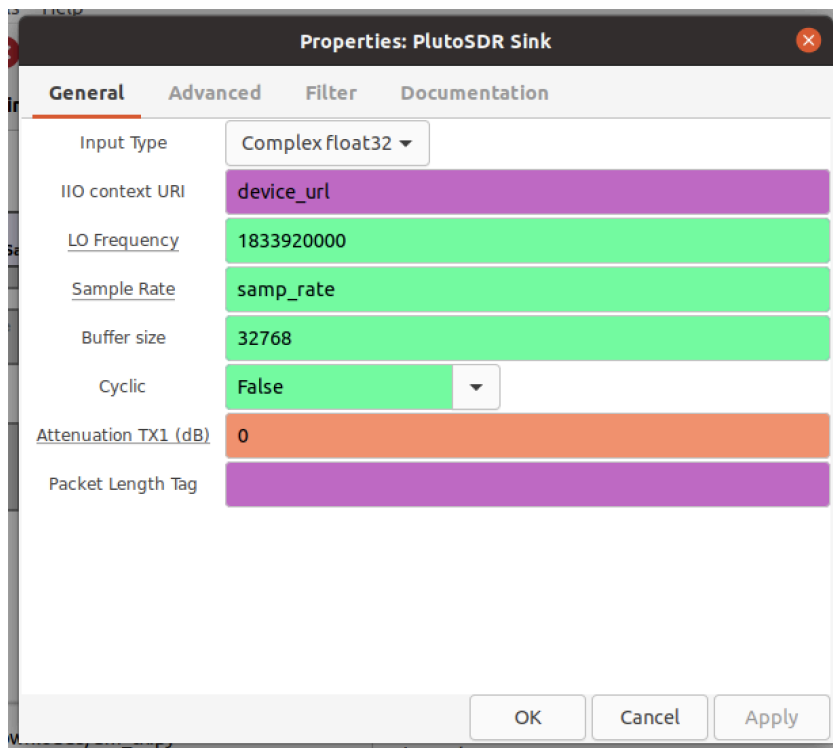 Help
Properties: PlutoSDR Sink
General Advanced Filter Documentation
Input Type Complex float32
IIO context URI device_url
LO Frequency 1833920000
Sample Rate samp_rate
Buffer size 32768
Cyclic False
Attenuation TX1 (dB) 0
Packet Length Tag
OK Cancel Apply